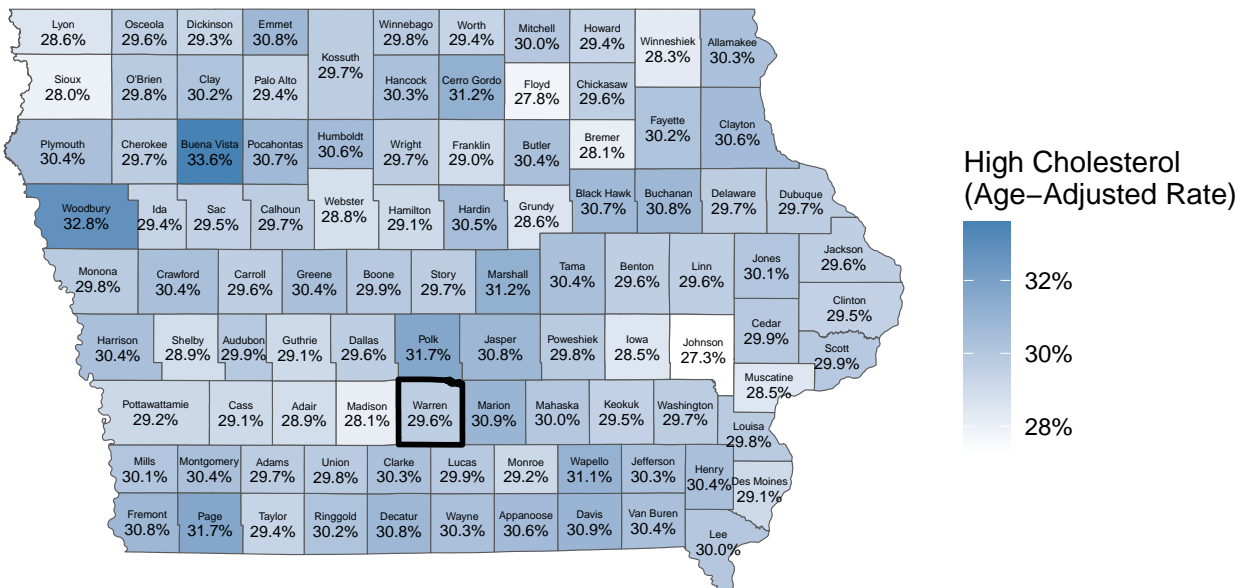 Lyon
28.6%
Osceola
29.6%
Dickinson
29.3%
Emmet
30.8%
Kossuth
29.7%
Winnebago
29.8%
Worth
29.4%
Mitchell
30.0%
Howard
29.4%
Winneshiek
28.3%
Allamakee
30.3%
Sioux
28.0%
O'Brien
29.8%
Clay
30.2%
Palo Alto
29.4%
Hancock
30.3%
Cerro Gordo
31.2%
Floyd
27.8%
Chickasaw
29.6%
Fayette
30.2%
Clayton
30.6%
Plymouth
30.4%
Cherokee
29.7%
Buena Vista
33.6%
Pocahontas
30.7%
Humboldt
30.6%
Wright
29.7%
Franklin
29.0%
Butler
30.4%
Bremer
28.1%
Woodbury
32.8%
Ida
29.4%
Sac
29.5%
Calhoun
29.7%
Webster
28.8%
Hamilton
29.1%
Hardin
30.5%
Grundy
28.6%
Black Hawk
30.7%
Buchanan
30.8%
Delaware
29.7%
Dubuque
29.7%
Monona
29.8%
Crawford
30.4%
Carroll
29.6%
Greene
30.4%
Boone
29.9%
Story
29.7%
Marshall
31.2%
Tama
30.4%
Benton
29.6%
Linn
29.6%
Jones
30.1%
Jackson
29.6%
Clinton
29.5%
Harrison
30.4%
Shelby
28.9%
Audubon
29.9%
Guthrie
29.1%
Dallas
29.6%
Polk
31.7%
Jasper
30.8%
Poweshiek
29.8%
Iowa
28.5%
Johnson
27.3%
Cedar
29.9%
Scott
29.9%
Muscatine
28.5%
Pottawattamie
29.2%
Cass
29.1%
Adair
28.9%
Madison
28.1%
Warren
29.6%
Marion
30.9%
Mahaska
30.0%
Keokuk
29.5%
Washington
29.7%
Louisa
29.8%
Mills
30.1%
Montgomery
30.4%
Adams
29.7%
Union
29.8%
Clarke
30.3%
Lucas
29.9%
Monroe
29.2%
Wapello
31.1%
Jefferson
30.3%
Henry
30.4%
Des Moines
29.1%
Fremont
30.8%
Page
31.7%
Taylor
29.4%
Ringgold
30.2%
Decatur
30.8%
Wayne
30.3%
Appanoose
30.6%
Davis
30.9%
Van Buren
30.4%
Lee
30.0%
High Cholesterol
(Age−Adjusted Rate)
32%
30%
28%